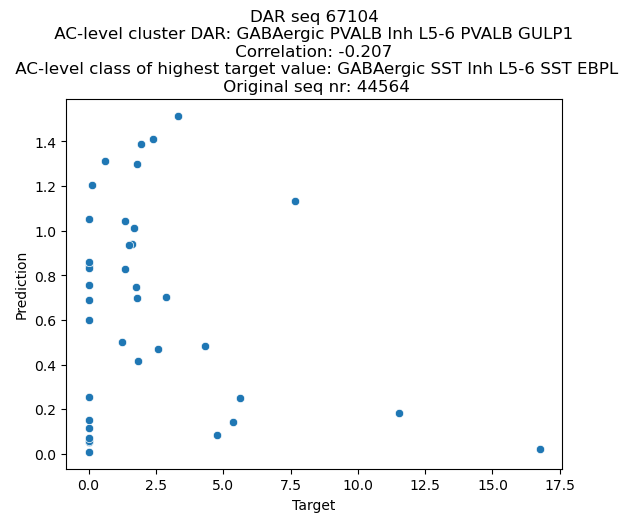 DAR seq 67104
AC-level cluster DAR: GABAergic PVALB Inh L5-6 PVALB GULP1
Correlation: -0.207
AC-level class of highest target value: GABAergic SST Inh L5-6 SST EBPL
Original seq nr: 44564
1.4
1.2
1.0
0.8
0.6
0.4
0.2
0.0
Prediction
0.0 2.5 5.0 7.5 10.0 12.5 15.0 17.5
Target